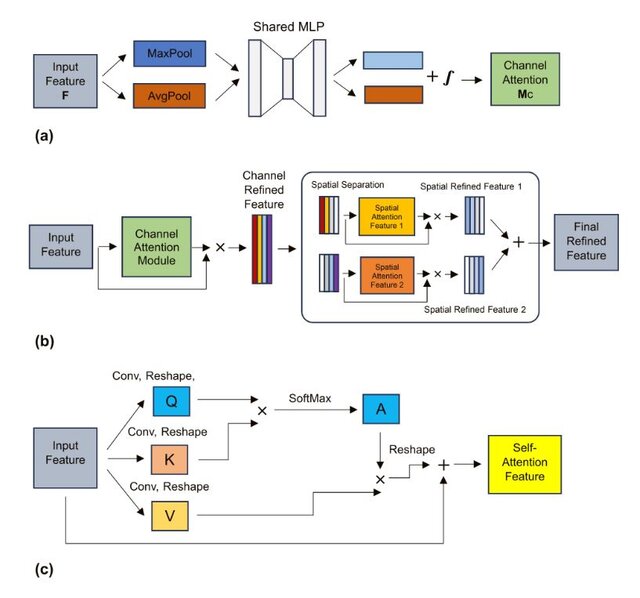 Shared MLP
Input
Feature
F
MaxPool
AvgPool
+ ∫
Channel
Attention
Mc
(a)
Channel
Refined
Feature
Spatial Separation
Spatial Refined Feature 1
Input
Feature
Channel
Attention
Module
×
Spatial
Attention
Feature 1
×
Spatial
Attention
Feature 2
×
+
Final
Refined
Feature
Spatial Refined Feature 2
(b)
Conv, Reshape,
Q
SoftMax
A
×
Conv, Reshape
Input
Feature
K
Reshape
Conv, Reshape
×
+
Self-
Attention
Feature
V
(c)